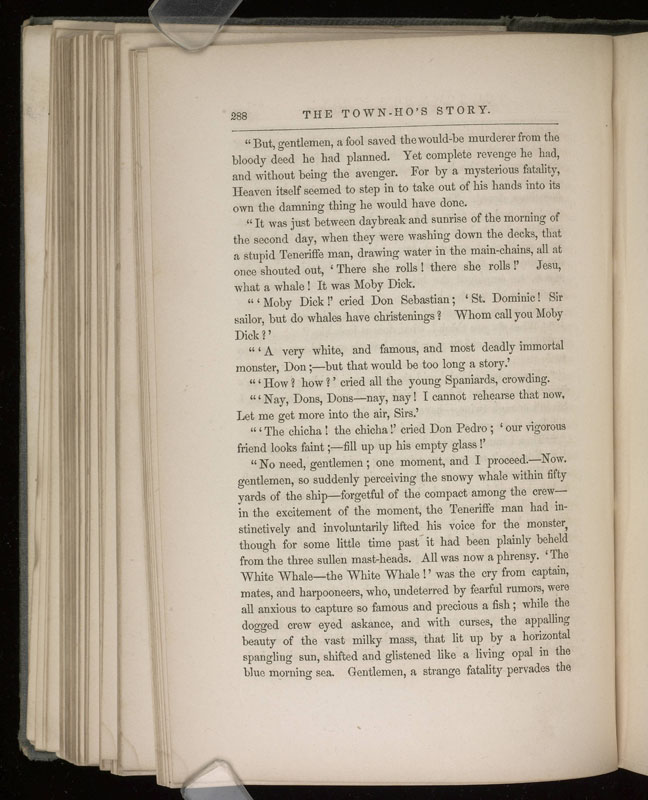 288 THE TOWN-HO'S STORY.
“But, gentlemen, a fool saved the would-be murderer from the
bloody deed he had planned. Yet complete revenge he had,
and without being the avenger. For by a mysterious fatality,
Heaven itself seemed to step in to take out of his hands into its
own the damning thing he would have done.
“It was just between daybreak and sunrise of the morning of
the second day, when they were washing down the decks, that
a stupid Teneriffe man, drawing water in the main-chains, all at
once shouted out, ‘There she rolls! there she rolls!’ Jesu,
what a whale! It was Moby Dick.
“‘Moby Dick!’ cried Don Sebastian; ‘St. Dominic! Sir
sailor, but do whales have christenings? Whom call you Moby
Dick?’
“‘A very white, and famous, and most deadly immortal
monster, Don;—but that would be too long a story.’
“‘How? how?’ cried all the young Spaniards, crowding.
“‘Nay, Dons, Dons—nay, nay! I cannot rehearse that now.
Let me get more into the air, Sirs.’
“‘The chicha! the chicha!’ cried Don Pedro; ‘our vigorous
friend looks faint;—fill up up his empty glass!’
“No need, gentlemen; one moment, and I proceed.—Now.
gentlemen, so suddenly perceiving the snowy whale within fifty
yards of the ship—forgetful of the compact among the crew—
in the excitement of the moment, the Teneriffe man had in-
stinctively and involuntarily lifted his voice for the monster,
though for some little time past it had been plainly beheld
from the three sullen mast-heads. All was now a phrensy. ‘The
White Whale—the White Whale!’ was the cry from captain,
mates, and harpooneers, who, undeterred by fearful rumors, were
all anxious to capture so famous and precious a fish; while the
dogged crew eyed askance, and with curses, the appalling
beauty of the vast milky mass, that lit up by a horizontal
spangling sun, shifted and glistened like a living opal in the
blue morning sea. Gentlemen, a strange fatality pervades the